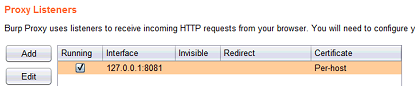 Proxy Listeners
Burp Proxy uses listeners to receive incoming HTTP requests from your browser. You will need to configure y
Add
Running Interface Invisible Redirect Certificate
127.0.0.1:8081 Per-host
Edit